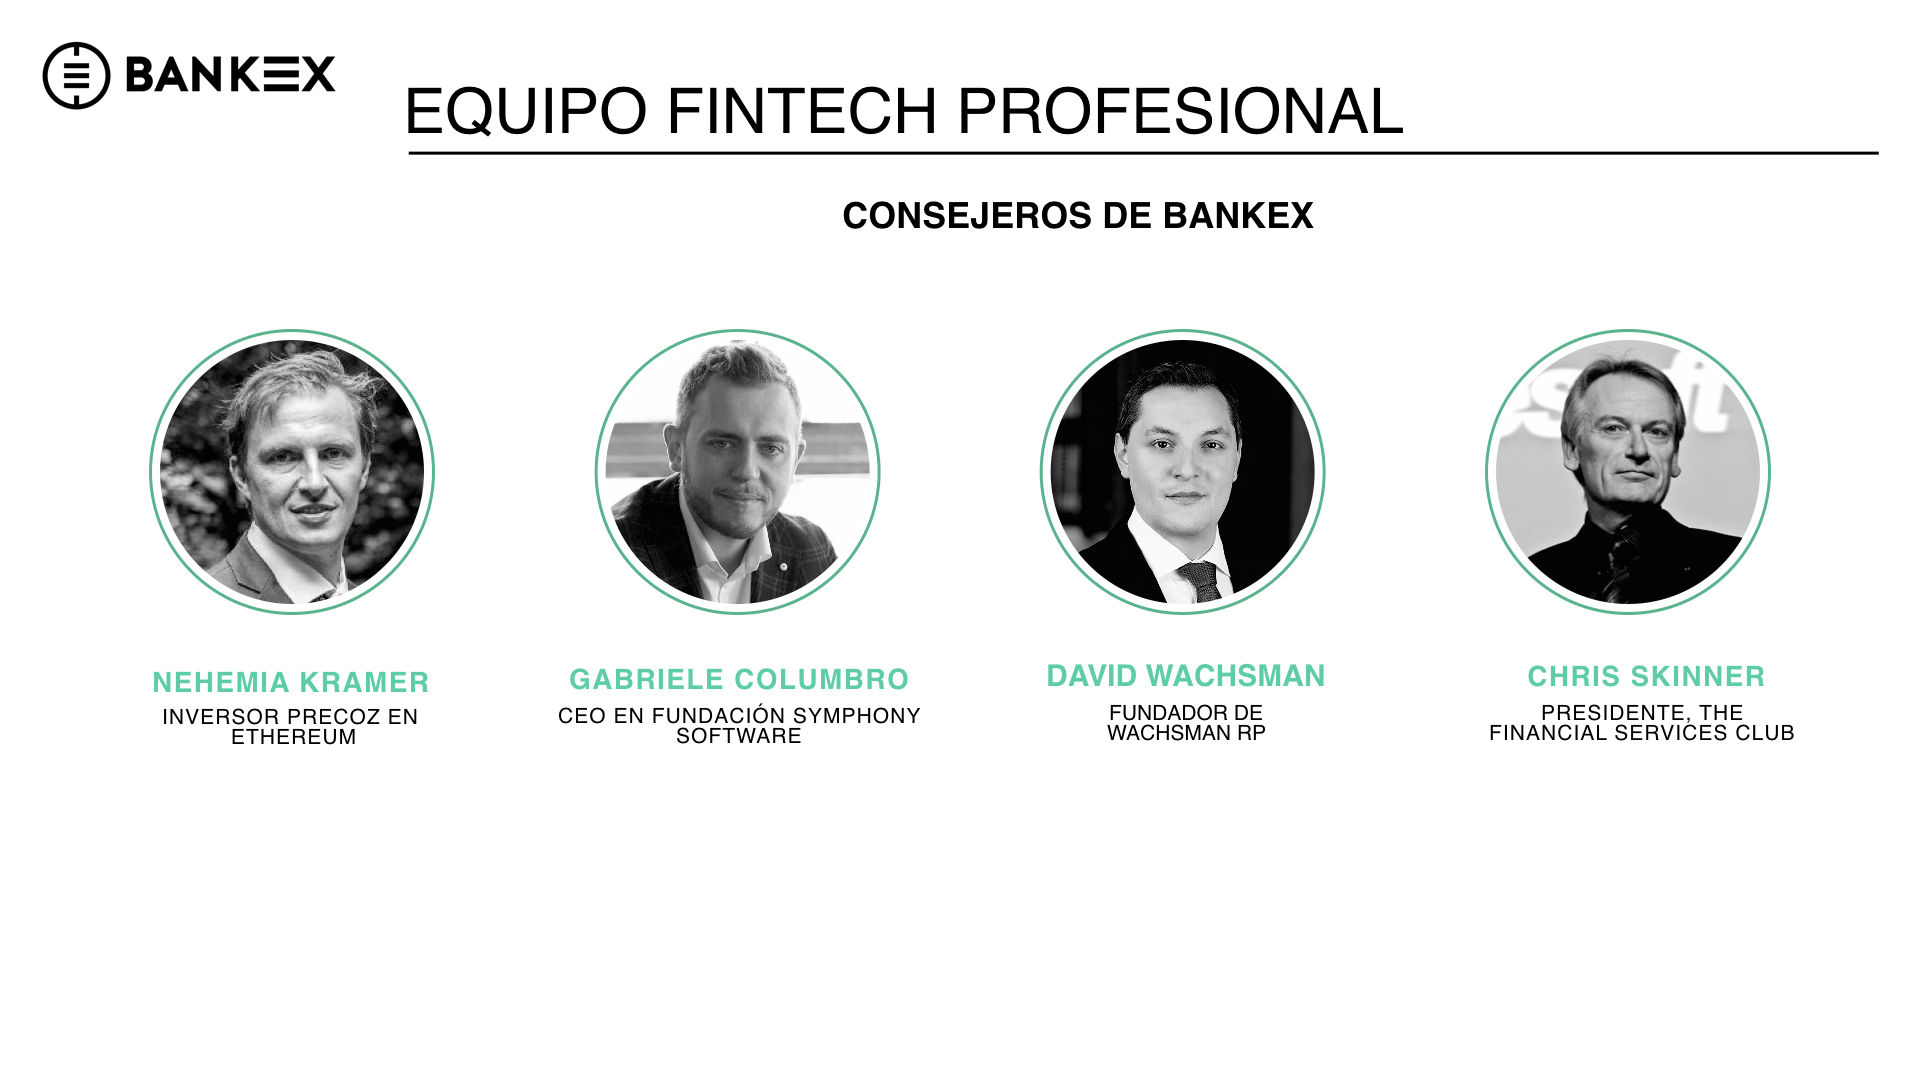 BANKEX
EQUIPO FINTECH PROFESIONAL
CONSEJEROS DE BANKEX
NEHEMIA KRAMER
INVERSOR PRECOZ EN
ETHEREUM
GABRIELE COLUMBRO
CEO EN FUNDACIÓN SYMPHONY
SOFTWARE
DAVID WACHSMAN
FUNDADOR DE
WACHSMAN RP
CHRIS SKINNER
PRESIDENTE, THE
FINANCIAL SERVICES CLUB